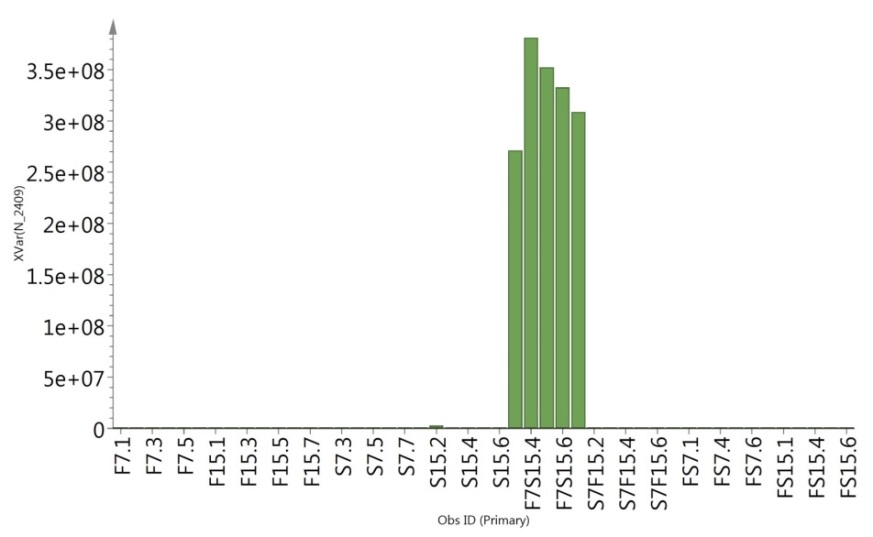 3.5e+08
3e+08
2.5e+08
2e+08
1.5e+08
1e+08
5e+07
0
XVar(N_2409)
F7.1
F7.3
F7.5
F15.1
F15.3
F15.5
F15.7
S7.3
S7.5
S7.7
S15.2
S15.4
S15.6
F7S15.4
F7S15.6
S7F15.2
S7F15.4
S7F15.6
FS7.1
FS7.4
FS7.6
FS15.1
FS15.4
FS15.6
Obs ID (Primary)